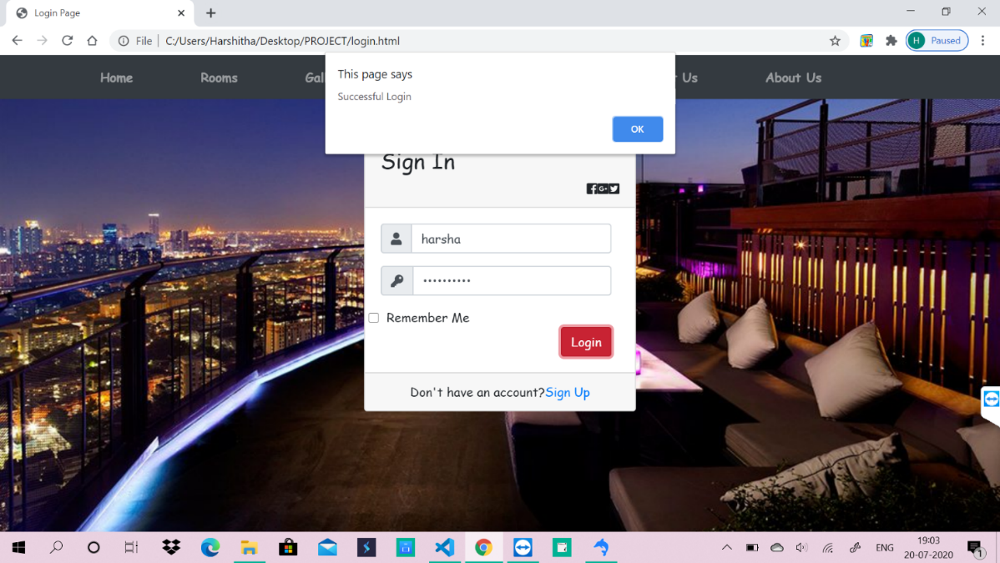 Login Page
File
C:/Users/Harshitha/Desktop/PROJECT/login.html
H Paused
Home Rooms Gal Us About Us
This page says
Successful Login
OK
Sign In
harsha
Remember Me
Login
Don't have an account?Sign Up
ENG
19:03
20-07-2020
1